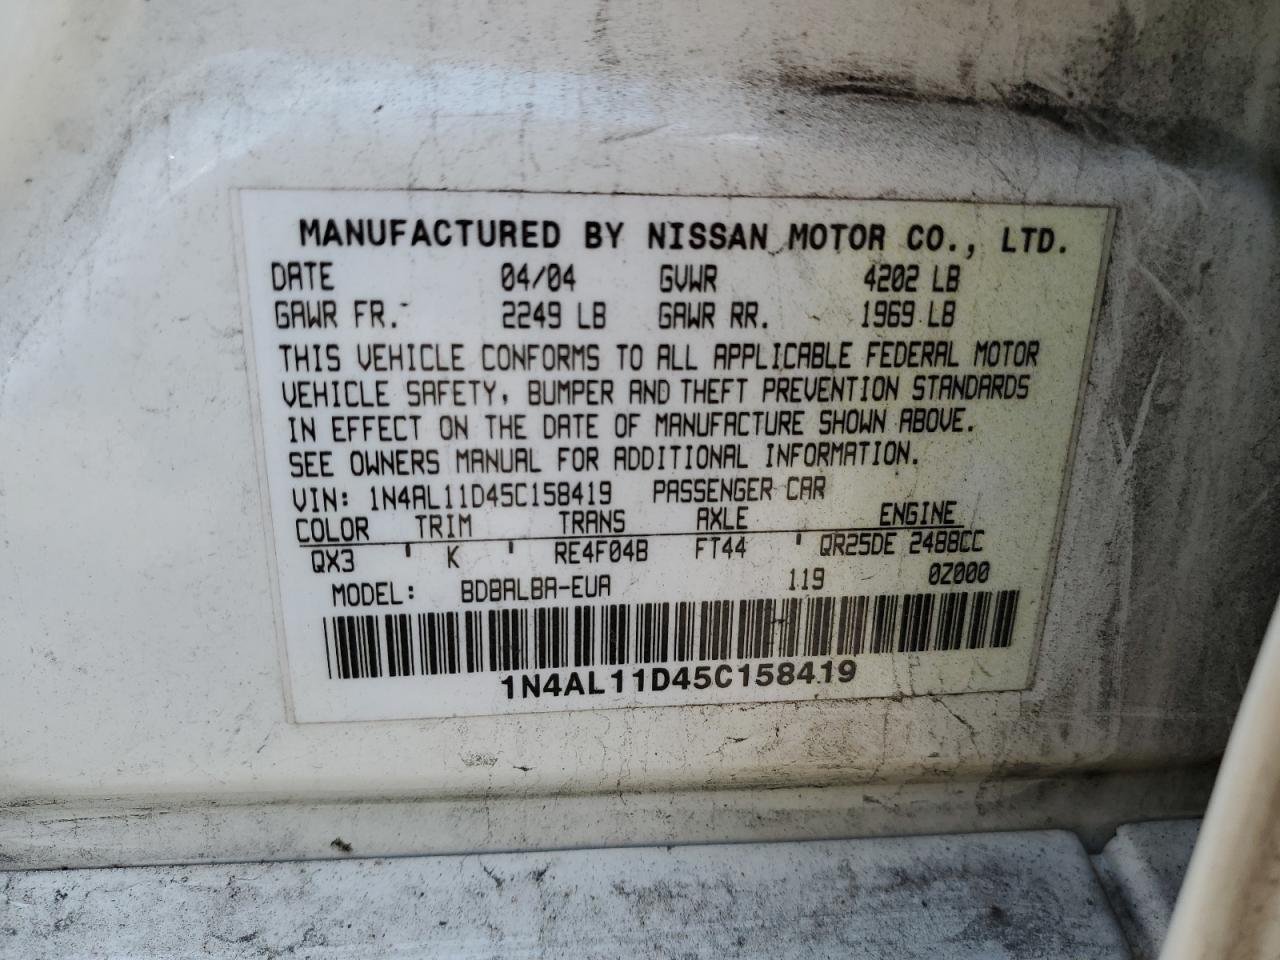 MANUFACTURED BY NISSAN MOTOR CO., LTD.
DATE 04/04 GVWR 4202 LB
GAWR FR. 2249 LB GAWR RR. 1969 LB
THIS VEHICLE CONFORMS TO ALL APPLICABLE FEDERAL MOTOR
VEHICLE SAFETY, BUMPER AND THEFT PREVENTION STANDARDS
IN EFFECT ON THE DATE OF MANUFACTURE SHOWN ABOVE.
SEE OWNERS MANUAL FOR ADDITIONAL INFORMATION.
VIN: 1N4AL11D45C158419 PASSENGER CAR
COLOR TRIM TRANS AXLE ENGINE
QX3 ' K ' RE4F04B FT44 ' QR25DE 2488CC
MODEL: BDBALBA-EUA 119 0Z000
1N4AL11D45C158419